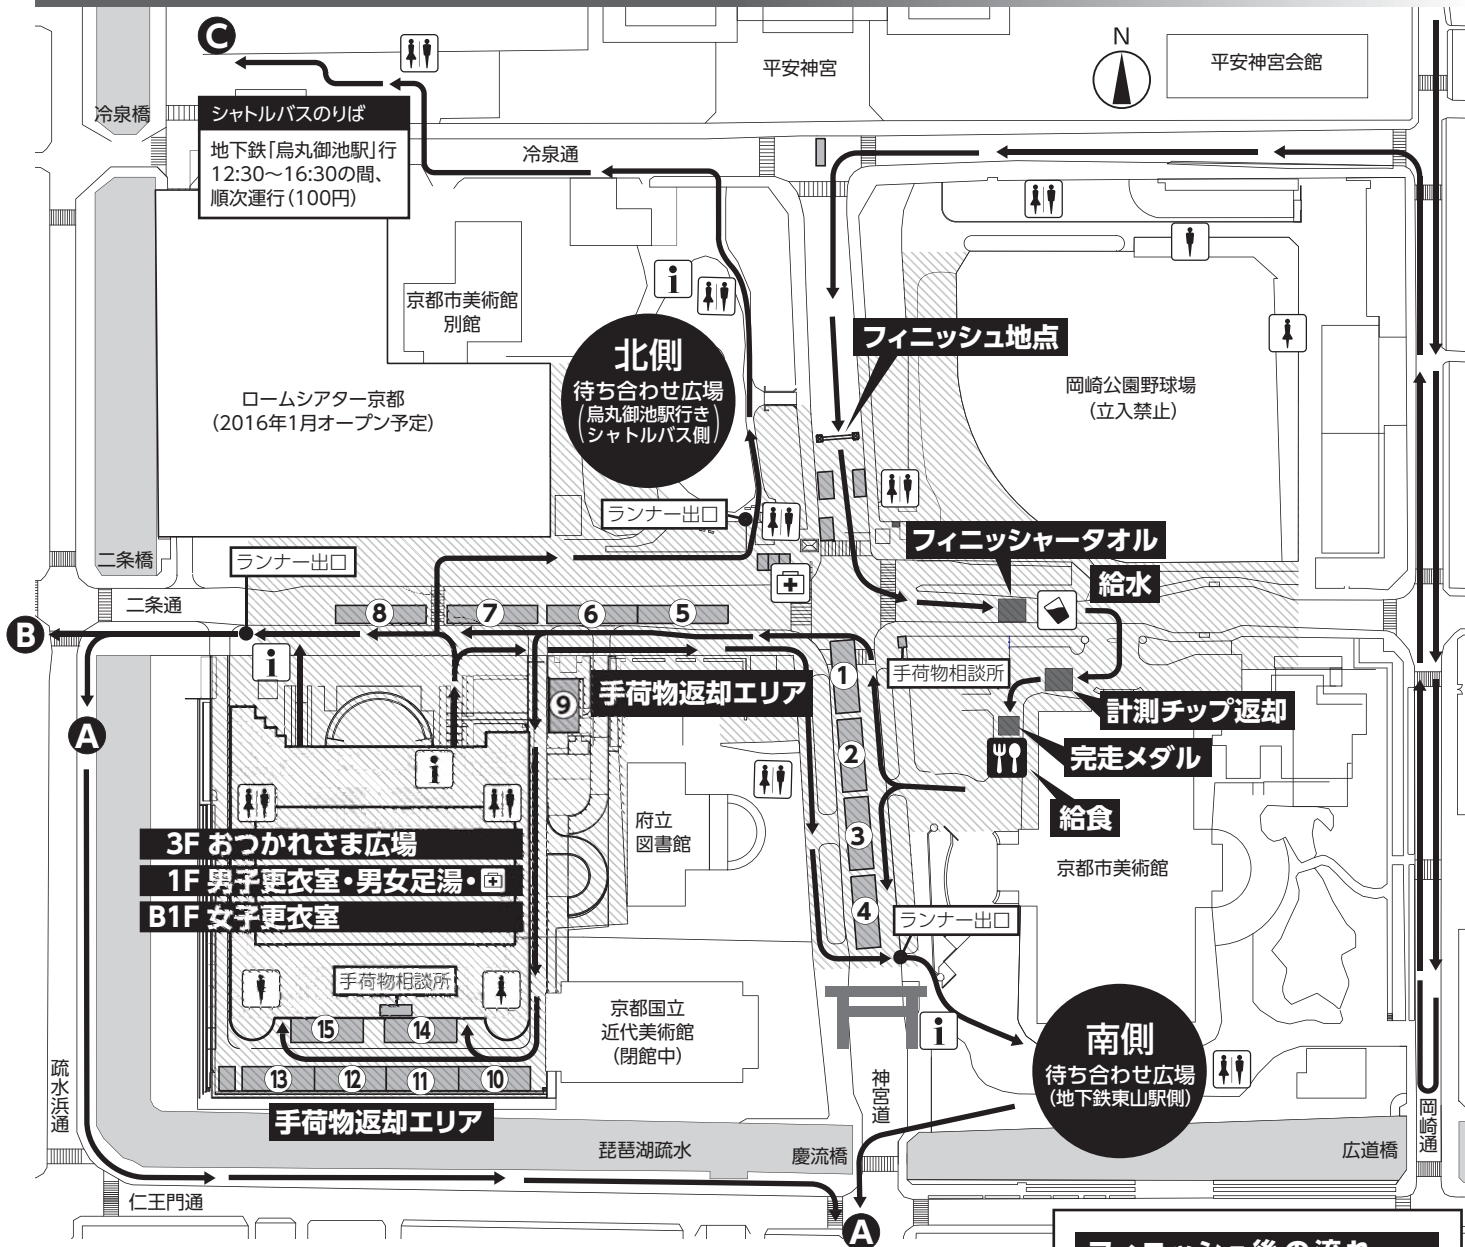 C
N
平安神宮
平安神宮会館
冷泉橋
シャトルバスのりば
地下鉄「烏丸御池駅」行
12:30~16:30の間、
順次運行(100円)
冷泉通
i
京都市美術館
別館
フィニッシュ地点
北側
待ち合わせ広場
(烏丸御池駅行き
シャトルバス側)
ロームシアター京都
(2016年1月オープン予定)
岡崎公園野球場
(立入禁止)
ランナー出口
フィニッシャータオル
二条橋
ランナー出口
給水
二条通
⑧
⑦
⑥
⑤
B
i
①
手荷物相談所
手荷物返却エリア
⑨
計測チップ返却
A
②
完走メダル
i
給食
③
府立
図書館
3F おつかれさま広場
1F 男子更衣室・男女足湯・
B1F 女子更衣室
京都市美術館
④
ランナー出口
手荷物相談所
⑮
⑭
京都国立
近代美術館
(閉館中)
i
南側
待ち合わせ広場
(地下鉄東山駅側)
⑬
⑫
⑪
⑩
手荷物返却エリア
疏水浜通
神宮道
岡崎通
琵琶湖疏水
慶流橋
広道橋
仁王門通
A
フィニッシュ後の流れ